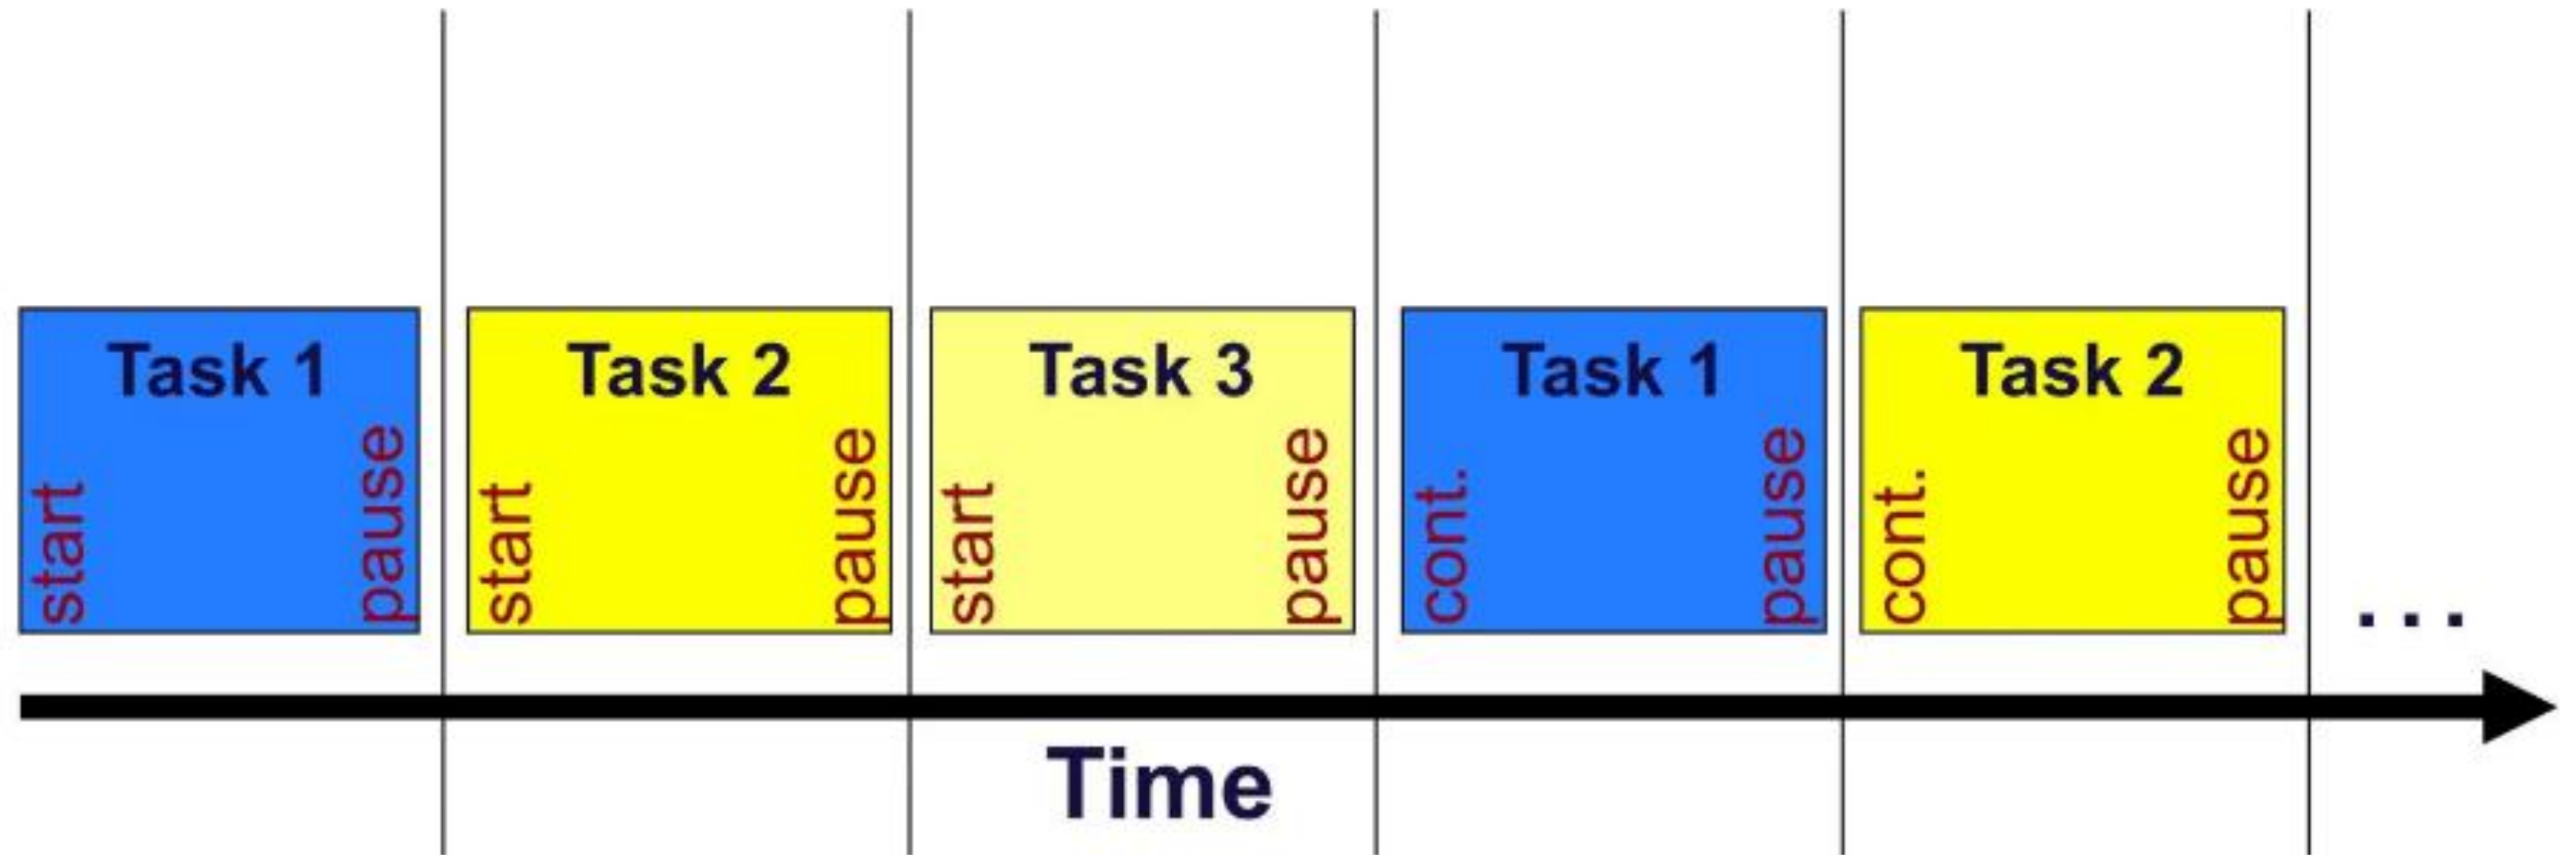 Task 1
start
pause
Task 2
start
pause
Task 3
start
pause
Task 1
cont.
pause
Task 2
cont.
pause
...
Time